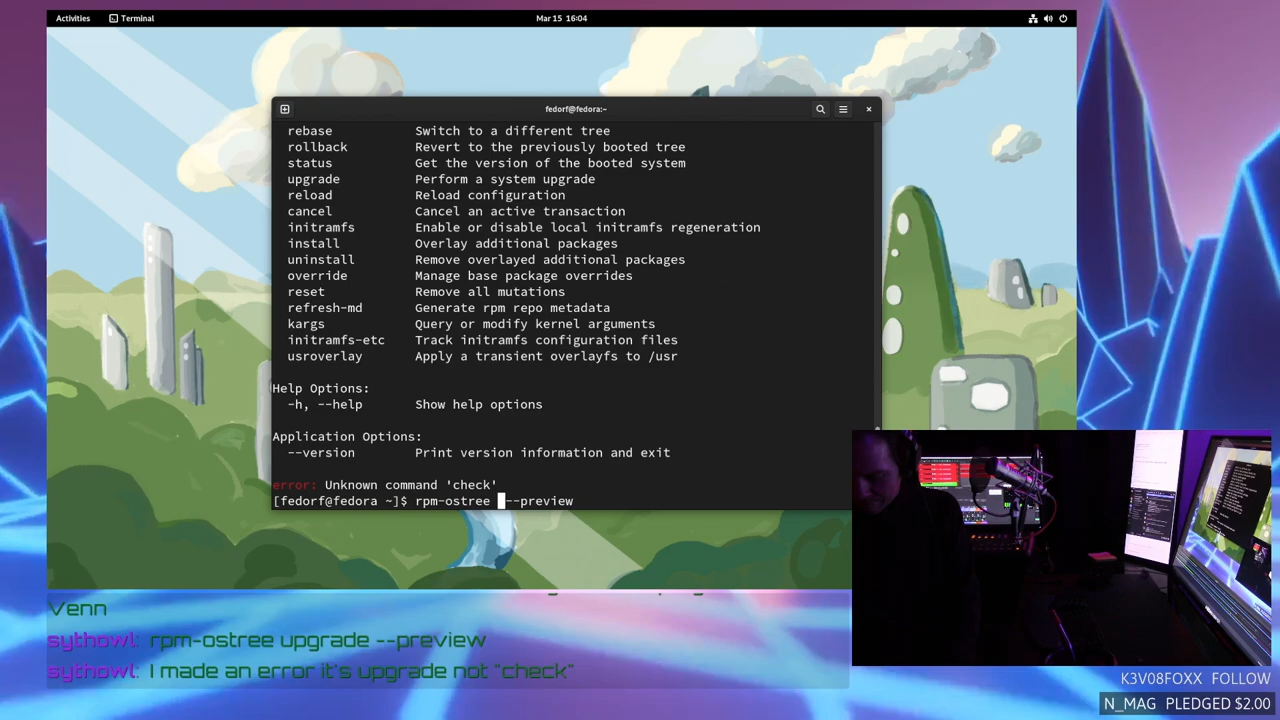 Activities Terminal Mar 15 16:04
fedorf@fedora:~
rebase Switch to a different tree
rollback Revert to the previously booted tree
status Get the version of the booted system
upgrade Perform a system upgrade
reload Reload configuration
cancel Cancel an active transaction
initramfs Enable or disable local initramfs regeneration
install Overlay additional packages
uninstall Remove overlayed additional packages
override Manage base package overrides
reset Remove all mutations
refresh-md Generate rpm repo metadata
kargs Query or modify kernel arguments
initramfs-etc Track initramfs configuration files
usroverlay Apply a transient overlayfs to /usr
Help Options:
-h, --help Show help options
Application Options:
--version Print version information and exit
error: Unknown command 'check'
[fedorf@fedora ~]$ rpm-ostree --preview
Venn
sythowl: rpm-ostree upgrade --preview
sythowl: I made an error it's upgrade not "check"
K3V08FOXX FOLLOW
N_MAG PLEDGED $2.00